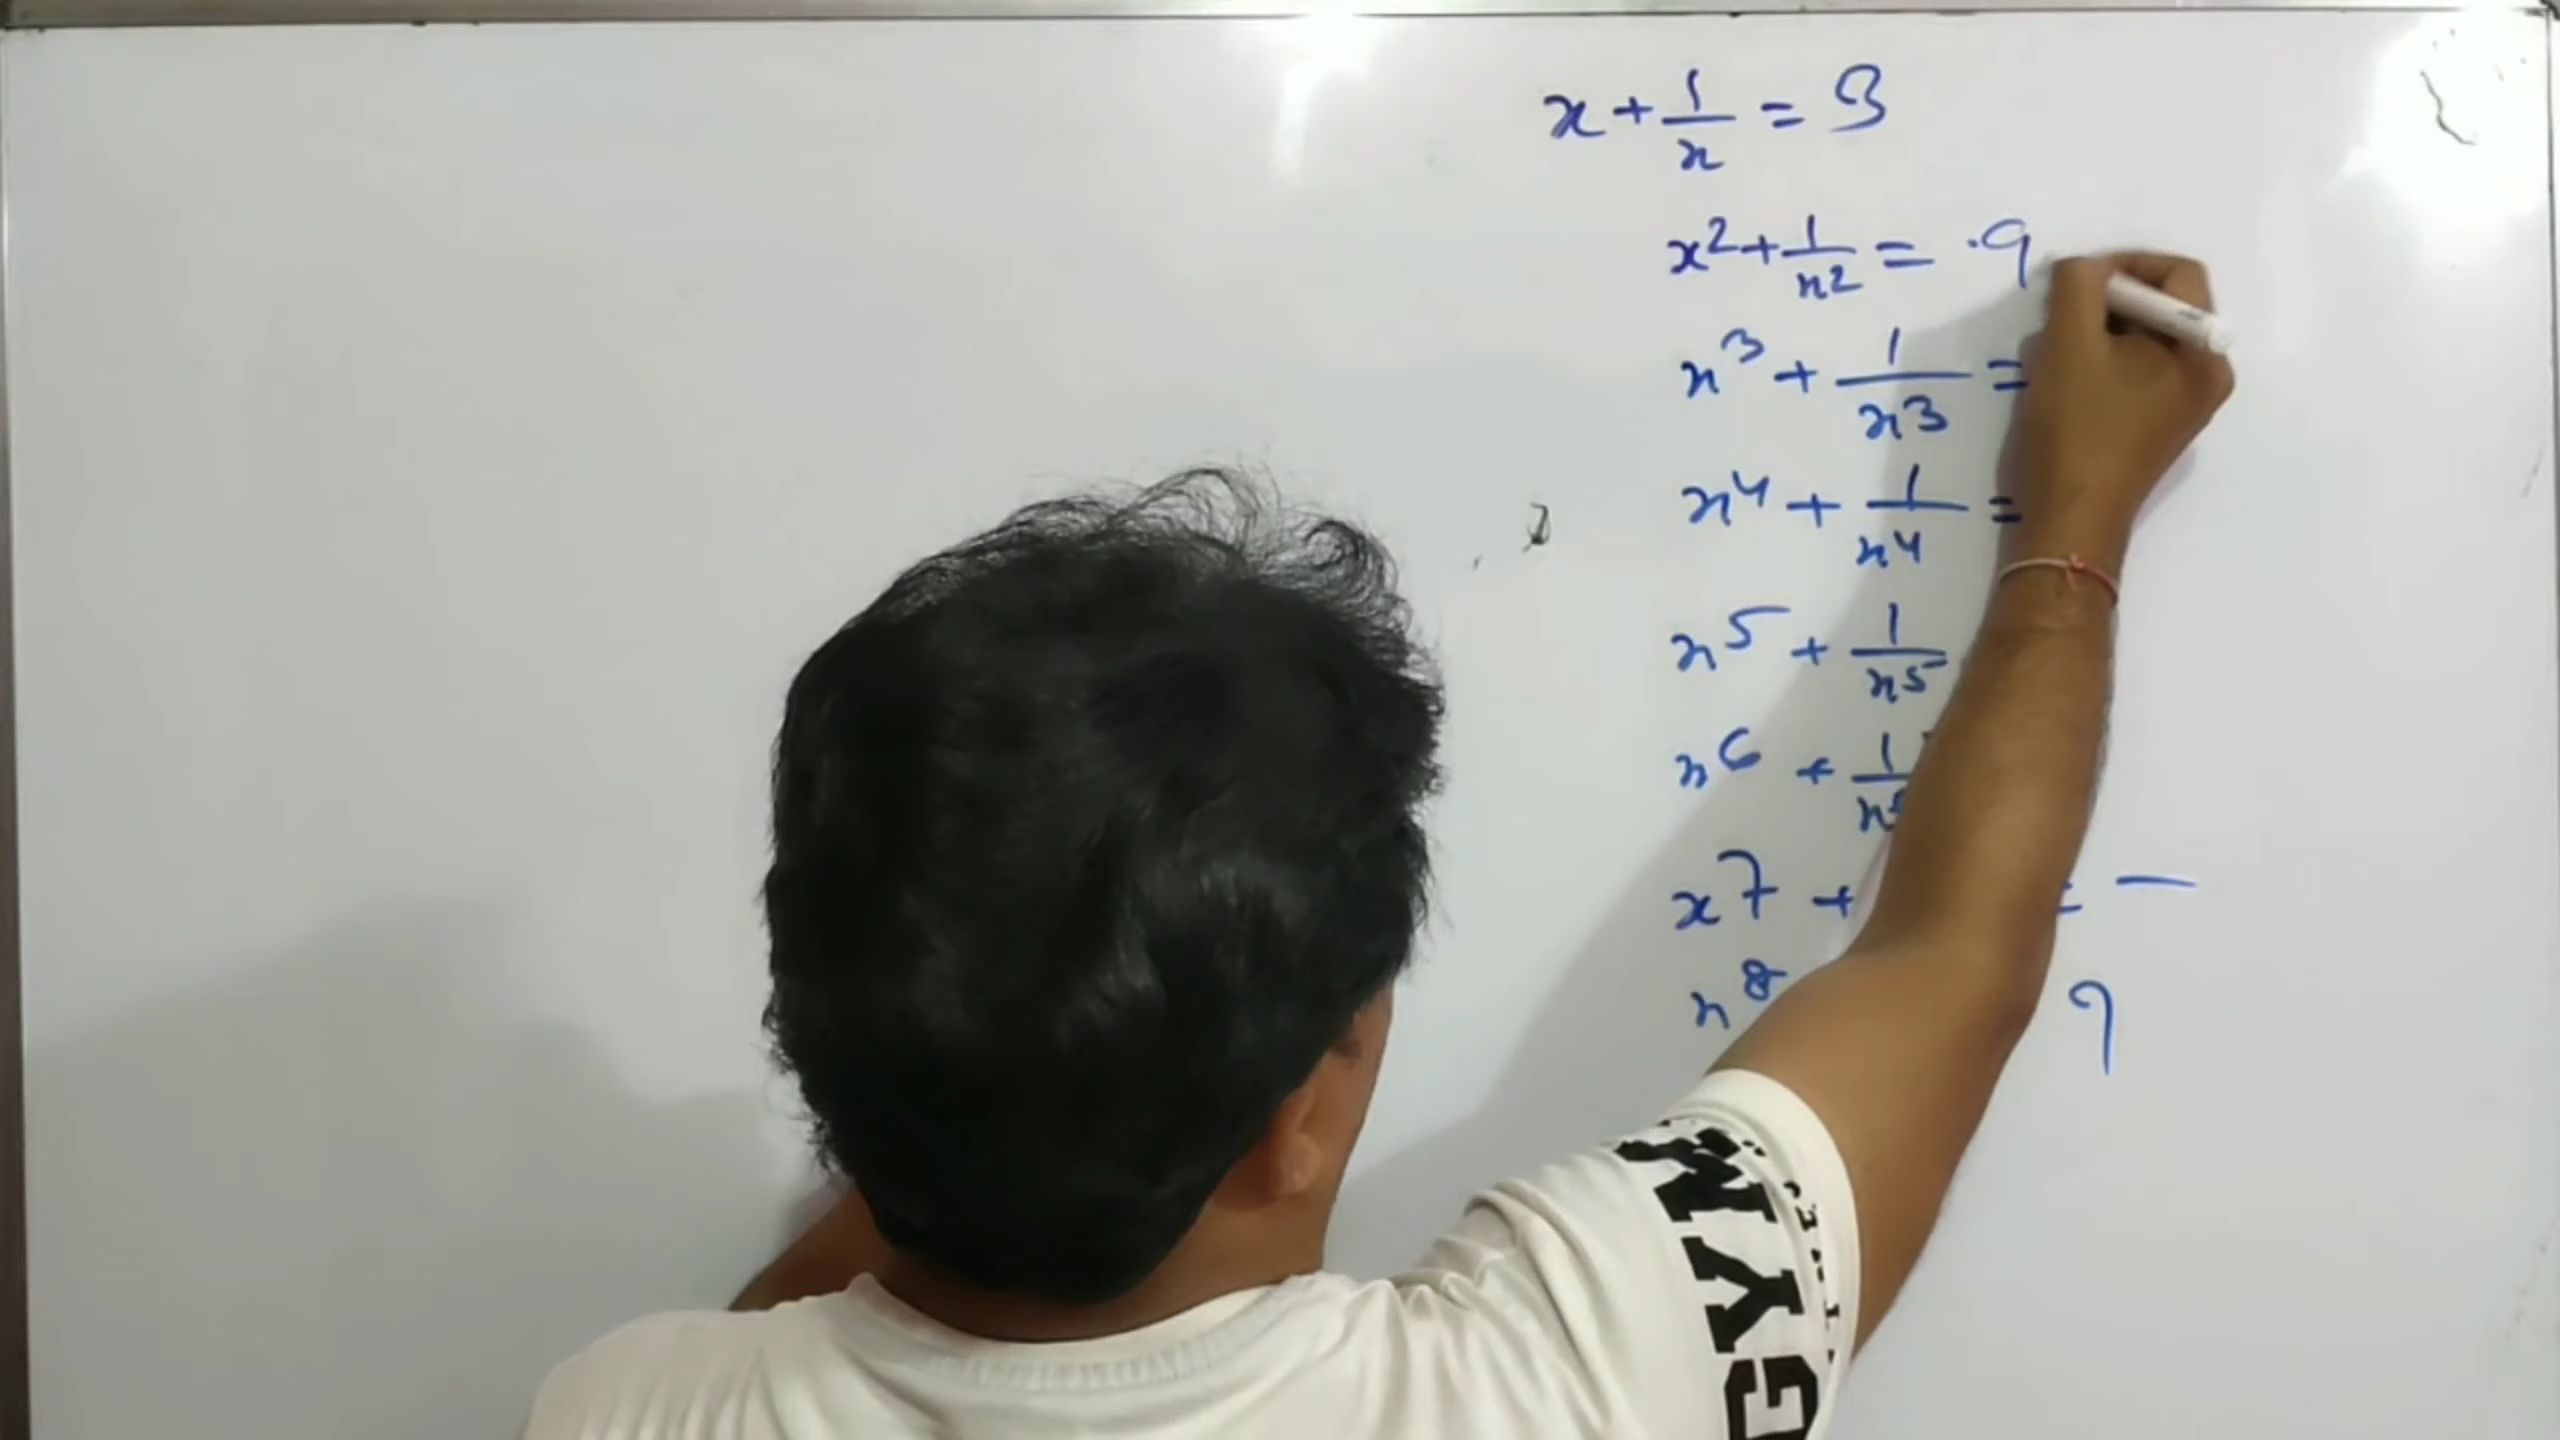 x + 1/x = 3
x² + 1/x² = .9
x³ + 1/x³ =
x⁴ + 1/x⁴ =
x⁵ + 1/x⁵
x⁶ + 1/x
x⁷ + = —
x⁸ ?
GYM